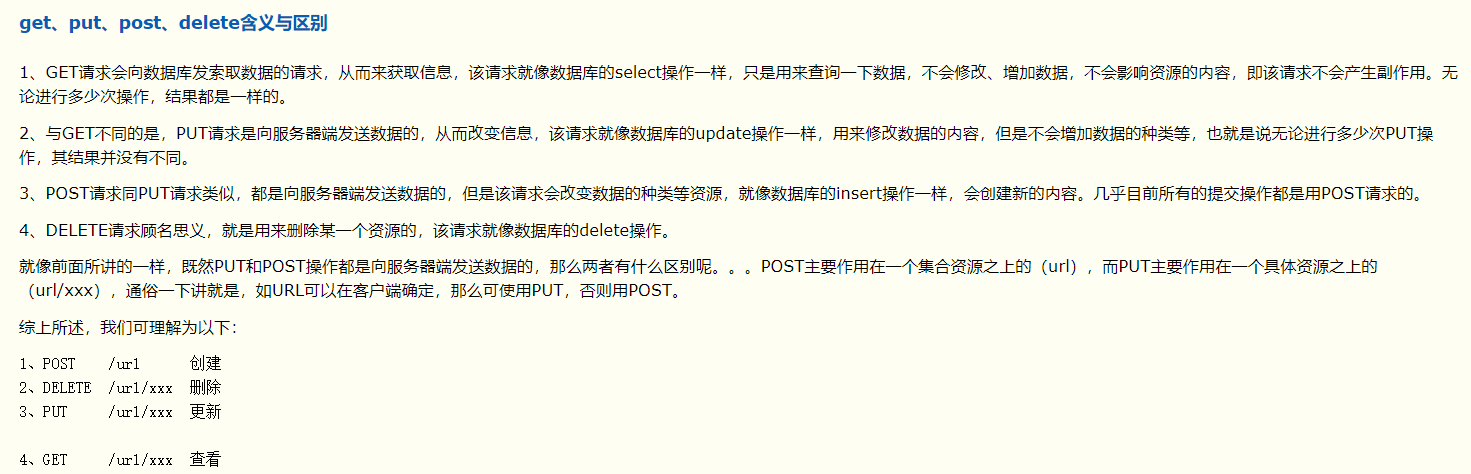 get、put、post、delete含义与区别
1、GET请求会向数据库发索取数据的请求，从而来获取信息，该请求就像数据库的select操作一样，只是用来查询一下数据，不会修改、增加数据，不会影响资源的内容，即该请求不会产生副作用。无
论进行多少次操作，结果都是一样的。
2、与GET不同的是，PUT请求是向服务器端发送数据的，从而改变信息，该请求就像数据库的update操作一样，用来修改数据的内容，但是不会增加数据的种类等，也就是说无论进行多少次PUT操
作，其结果并没有不同。
3、POST请求同PUT请求类似，都是向服务器端发送数据的，但是该请求会改变数据的种类等资源，就像数据库的insert操作一样，会创建新的内容。几乎目前所有的提交操作都是用POST请求的。
4、DELETE请求顾名思义，就是用来删除某一个资源的，该请求就像数据库的delete操作。
就像前面所讲的一样，既然PUT和POST操作都是向服务器端发送数据的，那么两者有什么区别呢。。。POST主要作用在一个集合资源之上的（url），而PUT主要作用在一个具体资源之上的
（url/xxx），通俗一下讲就是，如URL可以在客户端确定，那么可使用PUT，否则用POST。
综上所述，我们可理解为以下：
1、POST /url 创建
2、DELETE /url/xxx 删除
3、PUT /url/xxx 更新
4、GET /url/xxx 查看